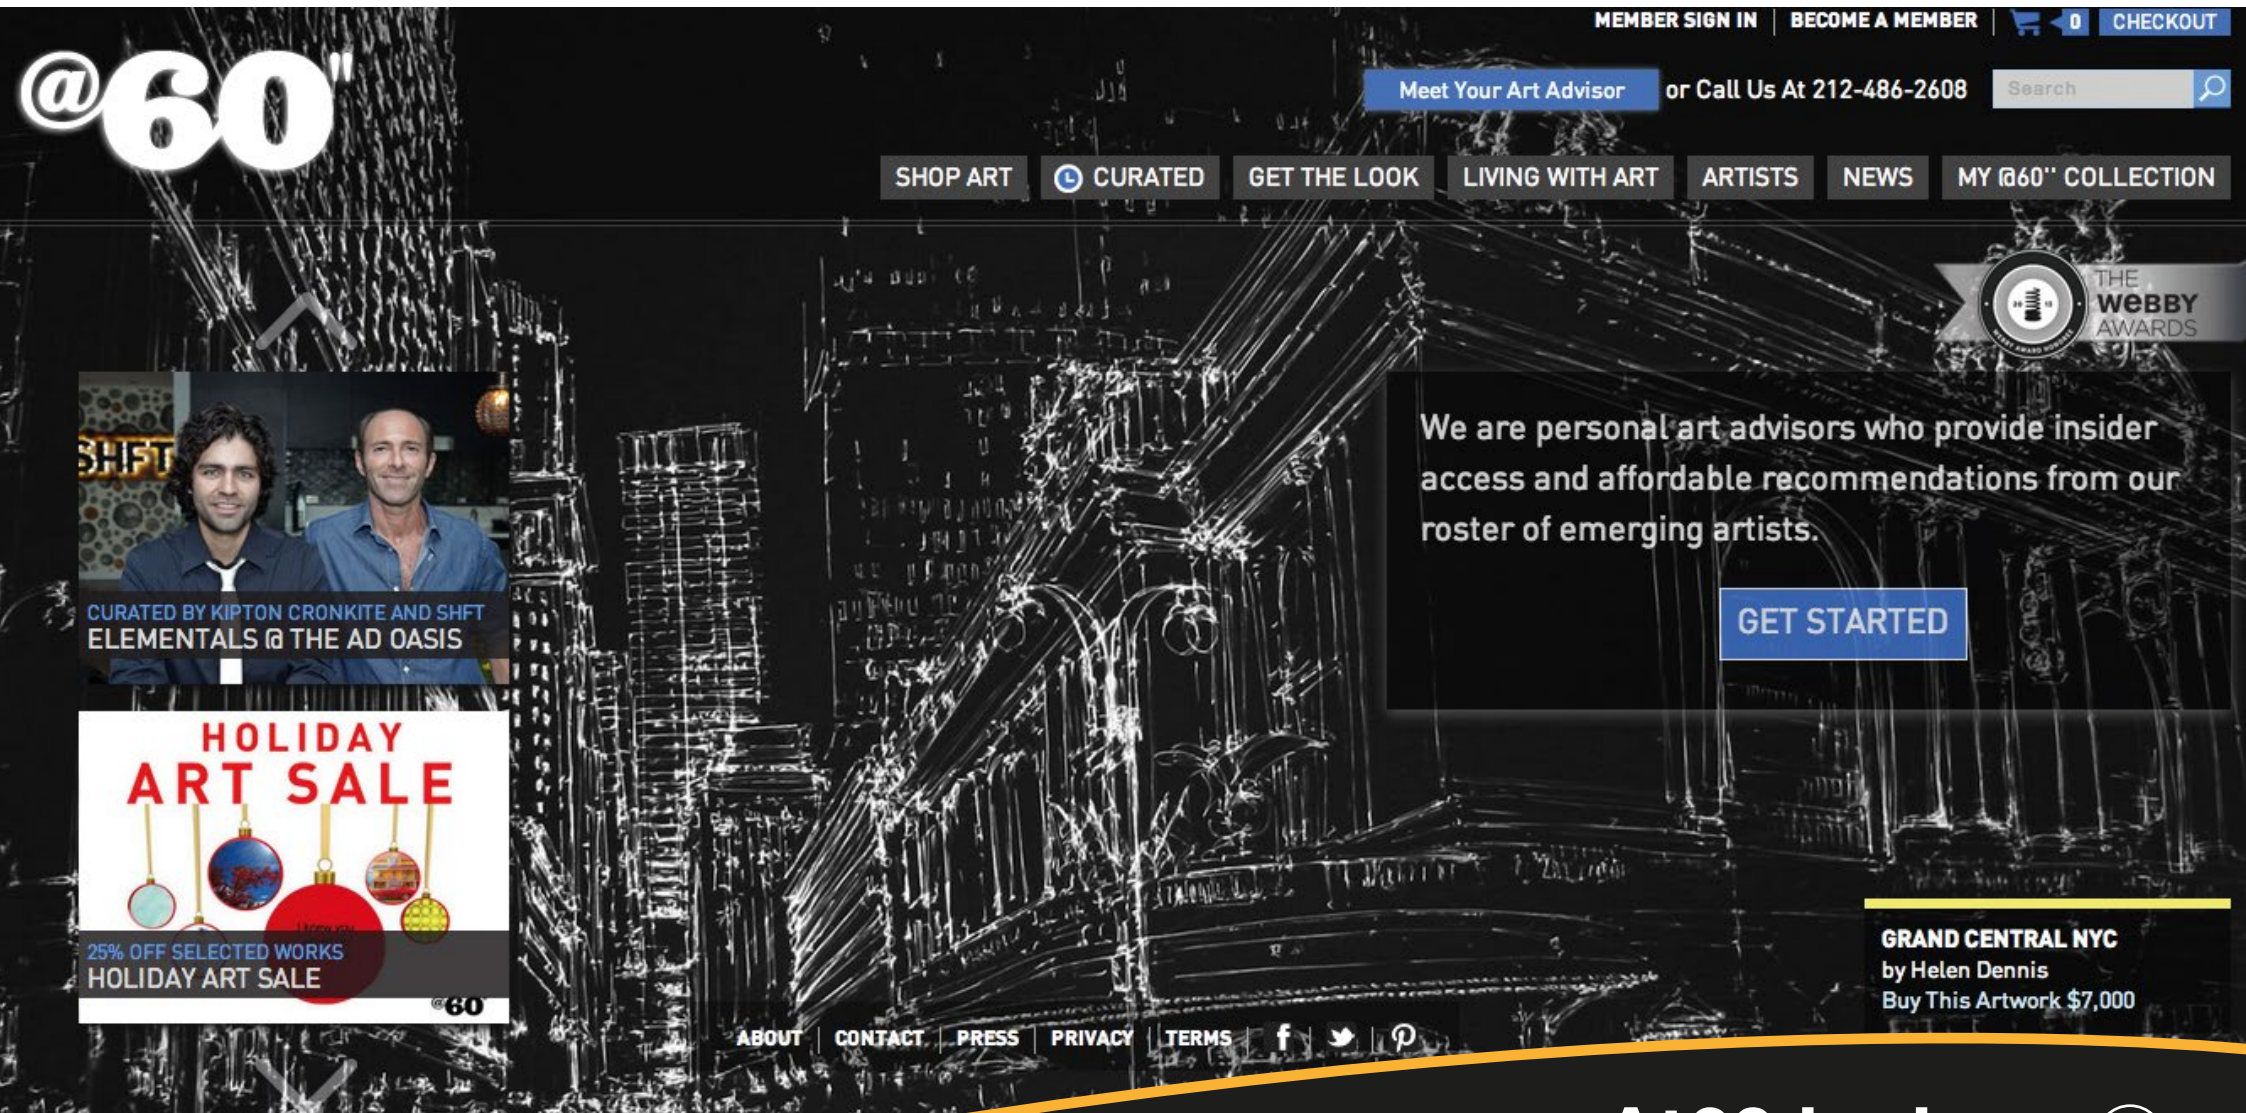 MEMBER SIGN IN
BECOME A MEMBER
0
CHECKOUT
@60"
Meet Your Art Advisor
or Call Us At 212-486-2608
Search
SHOP ART
CURATED
GET THE LOOK
LIVING WITH ART
ARTISTS
NEWS
MY @60'' COLLECTION
THE
WEBBY
AWARDS
SHFT
CURATED BY KIPTON CRONKITE AND SHFT
ELEMENTALS @ THE AD OASIS
We are personal art advisors who provide insider
access and affordable recommendations from our
roster of emerging artists.
GET STARTED
HOLIDAY
ART SALE
25% OFF SELECTED WORKS
HOLIDAY ART SALE
@60"
GRAND CENTRAL NYC
by Helen Dennis
Buy This Artwork $7,000
ABOUT
CONTACT
PRESS
PRIVACY
TERMS